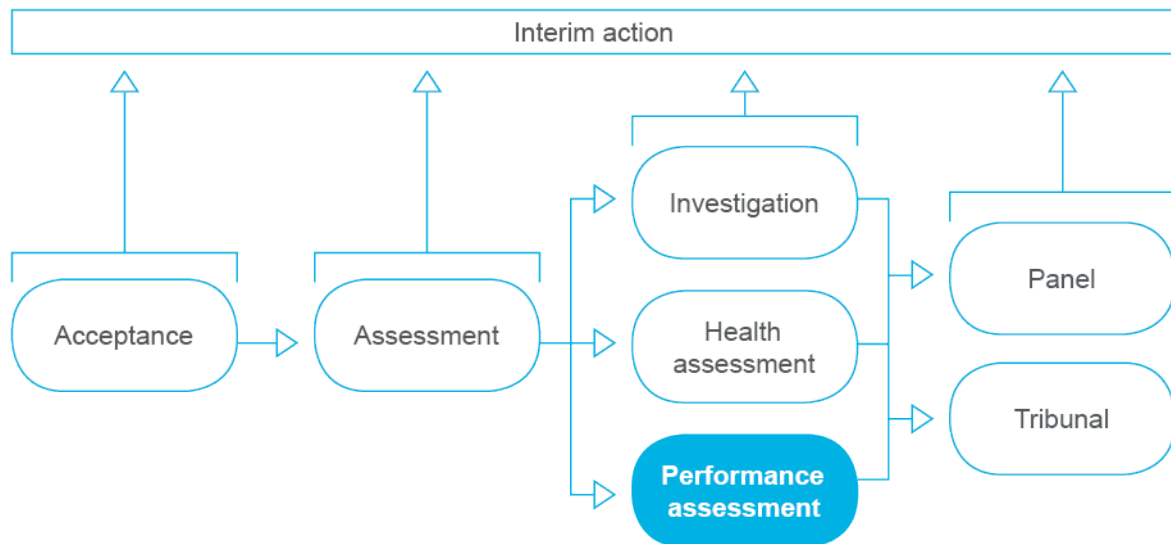 Interim action
Acceptance
Assessment
Investigation
Health
assessment
Performance
assessment
Panel
Tribunal